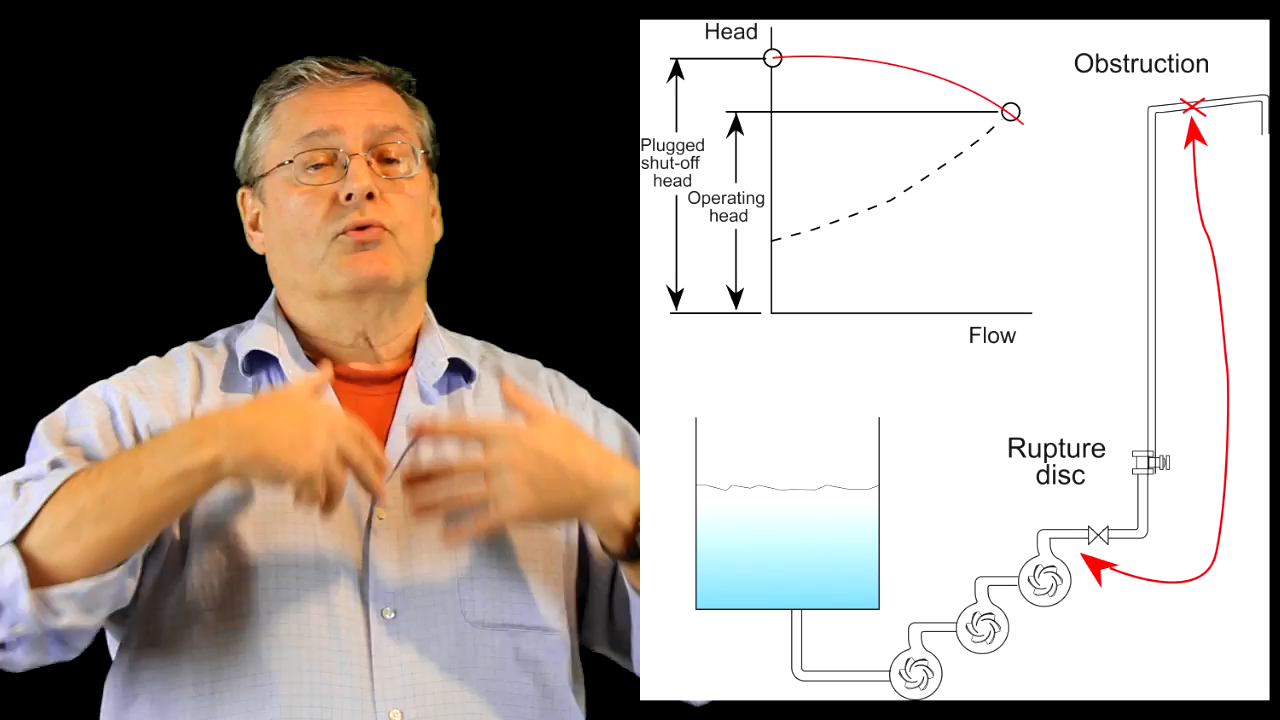 Head
Obstruction
Plugged
shut-off
head
Operating
head
Flow
Rupture
disc